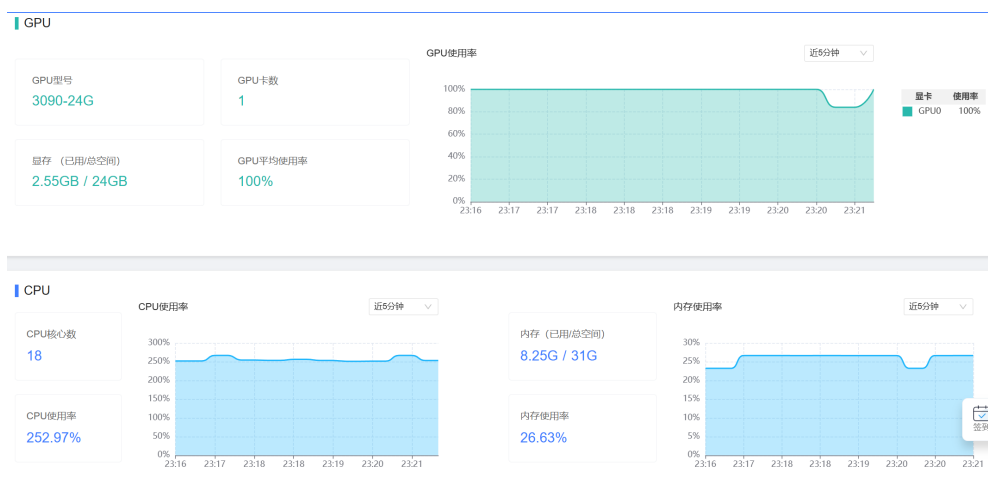 GPU
GPU型号
3090-24G
GPU卡数
1
显存 （已用/总空间）
2.55GB / 24GB
GPU平均使用率
100%
GPU使用率
近5分钟
100%
80%
60%
40%
20%
0%
23:16 23:17 23:17 23:18 23:18 23:18 23:19 23:19 23:20 23:20 23:21
显卡 使用率
GPU0 100%
CPU
CPU核心数
18
CPU使用率
252.97%
CPU使用率
近5分钟
300%
250%
200%
150%
100%
50%
0%
23:16 23:17 23:18 23:18 23:19 23:20 23:21
内存（已用/总空间）
8.25G / 31G
内存使用率
26.63%
内存使用率
近5分钟
30%
25%
20%
15%
10%
5%
0%
23:16 23:17 23:18 23:18 23:19 23:20 23:20 23:21
签到